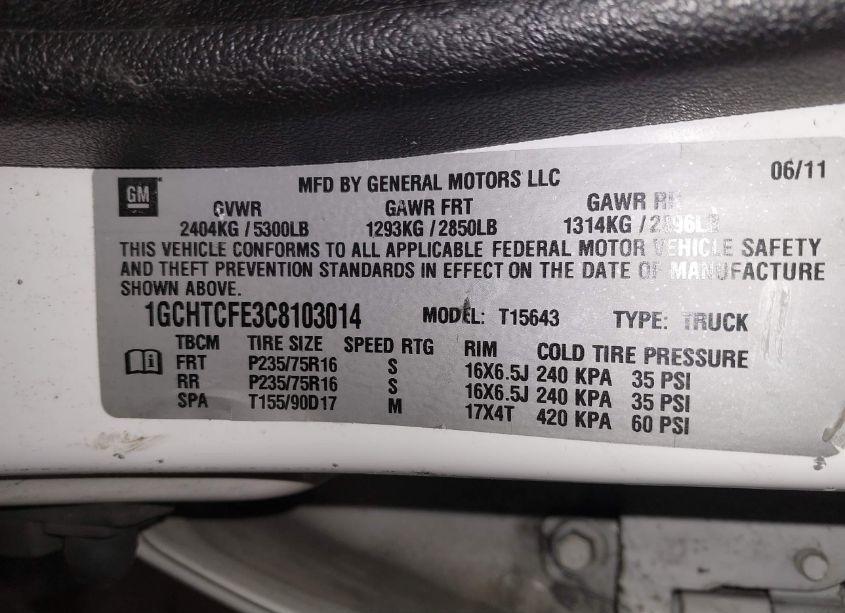 GM
MFD BY GENERAL MOTORS LLC
06/11
GVWR GAWR FRT GAWR
2404KG / 5300LB 1293KG / 2850LB 1314KG / 2896LB
THIS VEHICLE CONFORMS TO ALL APPLICABLE FEDERAL MOTOR VEHICLE SAFETY
AND THEFT PREVENTION STANDARDS IN EFFECT ON THE DATE OF MANUFACTURE
SHOWN ABOVE.
1GCHTCFE3C8103014 MODEL: T15643 TYPE: TRUCK
TBCM TIRE SIZE SPEED RTG RIM COLD TIRE PRESSURE
FRT P235/75R16 S 16X6.5J 240 KPA 35 PSI
RR P235/75R16 S 16X6.5J 240 KPA 35 PSI
SPA T155/90D17 M 17X4T 420 KPA 60 PSI